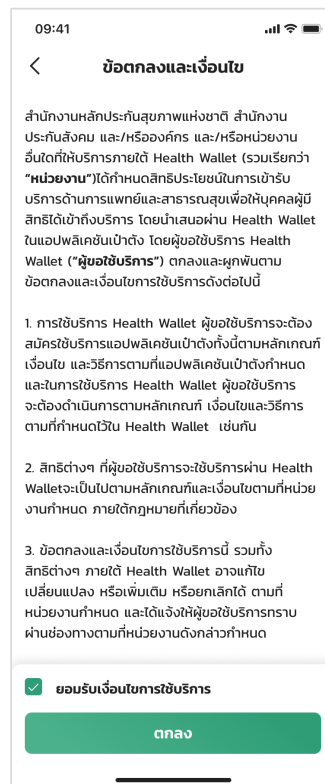 09:41
ข้อตกลงและเงื่อนไข
สำนักงานหลักประกันสุขภาพแห่งชาติ สำนักงาน
ประกันสังคม และ/หรือองค์กร และ/หรือหน่วยงาน
อื่นใดที่ให้บริการภายใต้ Health Wallet (รวมเรียกว่า
“หน่วยงาน”)ได้กำหนดสิทธิประโยชน์ในการเข้ารับ
บริการด้านการแพทย์และสาธารณสุขเพื่อให้บุคคลผู้มี
สิทธิได้เข้าถึงบริการ โดยนำเสนอผ่าน Health Wallet
ในแอปพลิเคชันเป๋าตัง โดยผู้ขอใช้บริการ Health
Wallet (“ผู้ขอใช้บริการ”) ตกลงและผูกพันตาม
ข้อตกลงและเงื่อนไขการใช้บริการดังต่อไปนี้
1. การใช้บริการ Health Wallet ผู้ขอใช้บริการจะต้อง
สมัครใช้บริการแอปพลิเคชันเป๋าตังทั้งนี้ตามหลักเกณฑ์
เงื่อนไข และวิธีการตามที่แอปพลิเคชันเป๋าตังกำหนด
และในการใช้บริการ Health Wallet ผู้ขอใช้บริการ
จะต้องดำเนินการตามหลักเกณฑ์ เงื่อนไขและวิธีการ
ตามที่กำหนดไว้ใน Health Wallet เช่นกัน
2. สิทธิต่างๆ ที่ผู้ขอใช้บริการจะใช้บริการผ่าน Health
Walletจะเป็นไปตามหลักเกณฑ์และเงื่อนไขตามที่หน่วย
งานกำหนด ภายใต้กฎหมายที่เกี่ยวข้อง
3. ข้อตกลงและเงื่อนไขการใช้บริการนี้ รวมทั้ง
สิทธิต่างๆ ภายใต้ Health Wallet อาจแก้ไข
เปลี่ยนแปลง หรือเพิ่มเติม หรือยกเลิกได้ ตามที่
หน่วยงานกำหนด และได้แจ้งให้ผู้ขอใช้บริการทราบ
ผ่านช่องทางตามที่หน่วยงานดังกล่าวกำหนด
ยอมรับเงื่อนไขการใช้บริการ
ตกลง